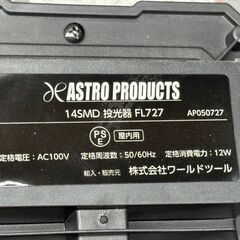 ASTRO PRODUCTS
14SMD 投光器 FL727
AP050727
PS
E
屋内用
定格電圧：AC100V 定格周波数：50/60Hz 定格消費電力：12W
輸入・販売元 株式会社ワールドツール